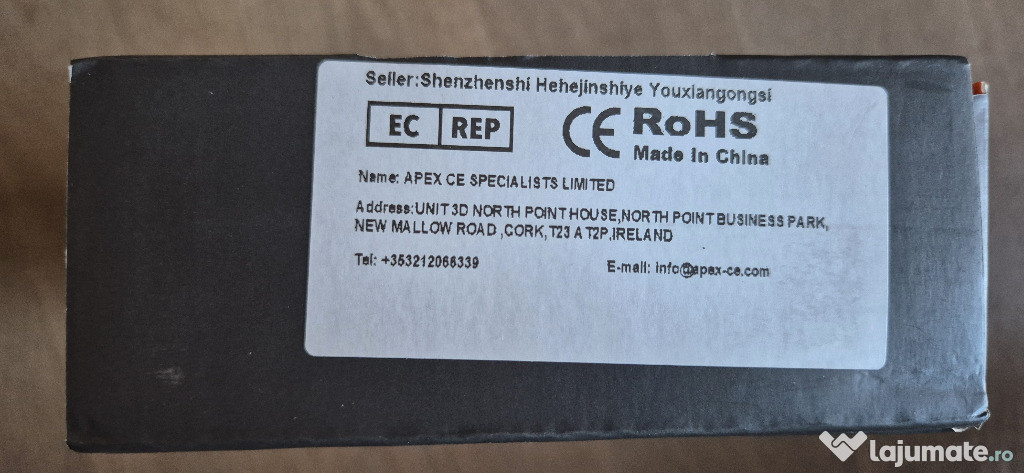 Seller:Shenzhenshi Hehejinshiye Youxiangongsi
EC REP
CE RoHS
Made In China
Name: APEX CE SPECIALISTS LIMITED
Address:UNIT 3D NORTH POINT HOUSE,NORTH POINT BUSINESS PARK,
NEW MALLOW ROAD ,CORK,T23 A T2P,IRELAND
Tel: +353212066339 E-mail: info@apex-ce.com
lajumate.ro